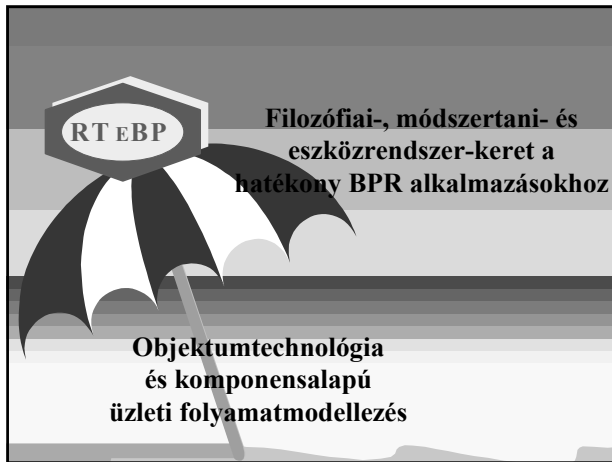 RT EBP
Filozófiai-, módszertani- és
eszközrendszer-keret a
hatékony BPR alkalmazásokhoz
Objektumtechnológia
és komponensalapú
üzleti folyamatmodellezés